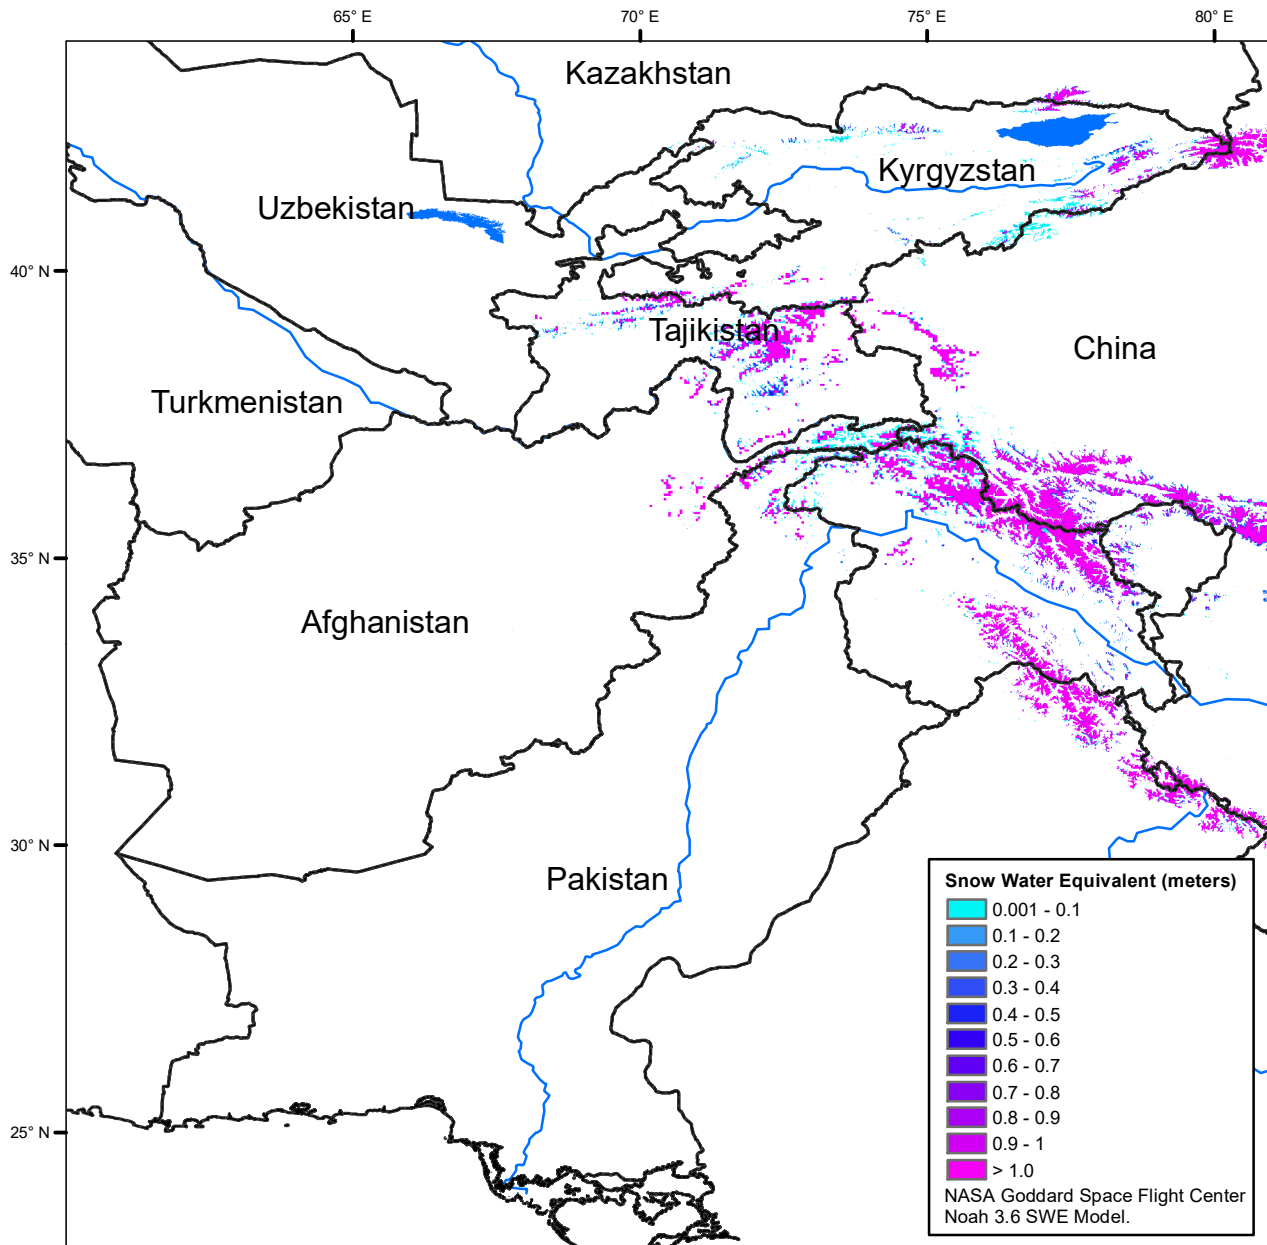 65° E
70° E
75° E
80° E
Kazakhstan
Kyrgyzstan
Uzbekistan
40° N
Tajikistan
China
Turkmenistan
35° N
Afghanistan
30° N
Pakistan
25° N
Snow Water Equivalent (meters)
0.001 - 0.1
0.1 - 0.2
0.2 - 0.3
0.3 - 0.4
0.4 - 0.5
0.5 - 0.6
0.6 - 0.7
0.7 - 0.8
0.8 - 0.9
0.9 - 1
> 1.0
NASA Goddard Space Flight Center
Noah 3.6 SWE Model.